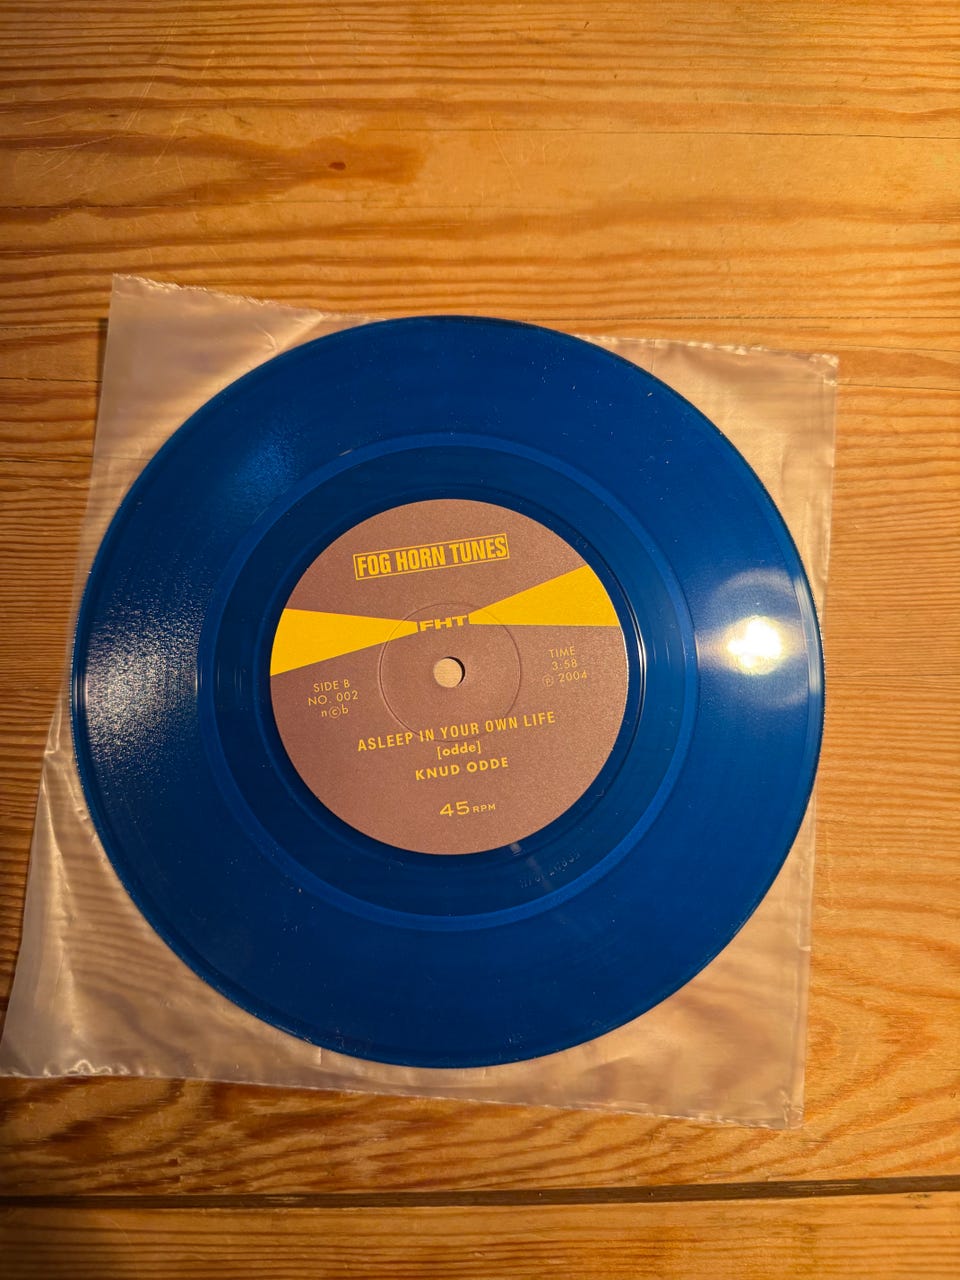 FOG HORN TUNES
FHT
SIDE B
NO. 002
n©b
TIME
3:58
℗ 2004
ASLEEP IN YOUR OWN LIFE
[odde]
KNUD ODDE
45 RPM